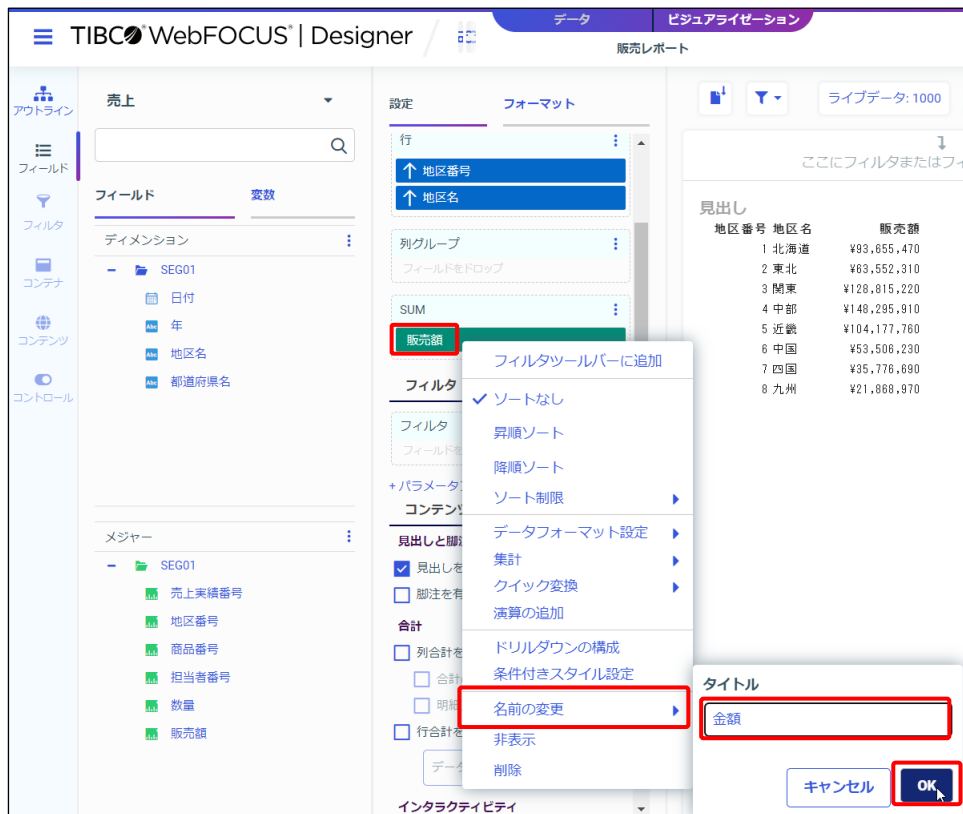 データ
ビジュアライゼーション
TIBCO WebFOCUS | Designer
販売レポート
アウトライン
フィールド
フィルタ
コンテナ
コンテンツ
コントロール
売上
フィールド
変数
ディメンション
SEG01
日付
Abc 年
Abc 地区名
Abc 都道府県名
メジャー
SEG01
売上実績番号
地区番号
商品番号
担当者番号
数量
販売額
設定
フォーマット
行
地区番号
地区名
列グループ
フィールドをドロップ
SUM
販売額
フィルタ
フィルタ
フィールドを
+ パラメータ
コンテン
見出しと脚
見出しを
脚注を有
合計
列合計を
合計
明細
行合計を
データ
インタラクティビティ
フィルタツールバーに追加
ソートなし
昇順ソート
降順ソート
ソート制限
データフォーマット設定
集計
クイック変換
演算の追加
ドリルダウンの構成
条件付きスタイル設定
名前の変更
非表示
削除
ライブデータ: 1000
ここにフィルタまたはフィ
見出し
地区番号 地区名 販売額
1 北海道 ¥93,655,470
2 東北 ¥63,552,310
3 関東 ¥128,815,220
4 中部 ¥148,295,910
5 近畿 ¥104,177,760
6 中国 ¥53,506,230
7 四国 ¥35,776,690
8 九州 ¥21,868,970
タイトル
金額
キャンセル
OK